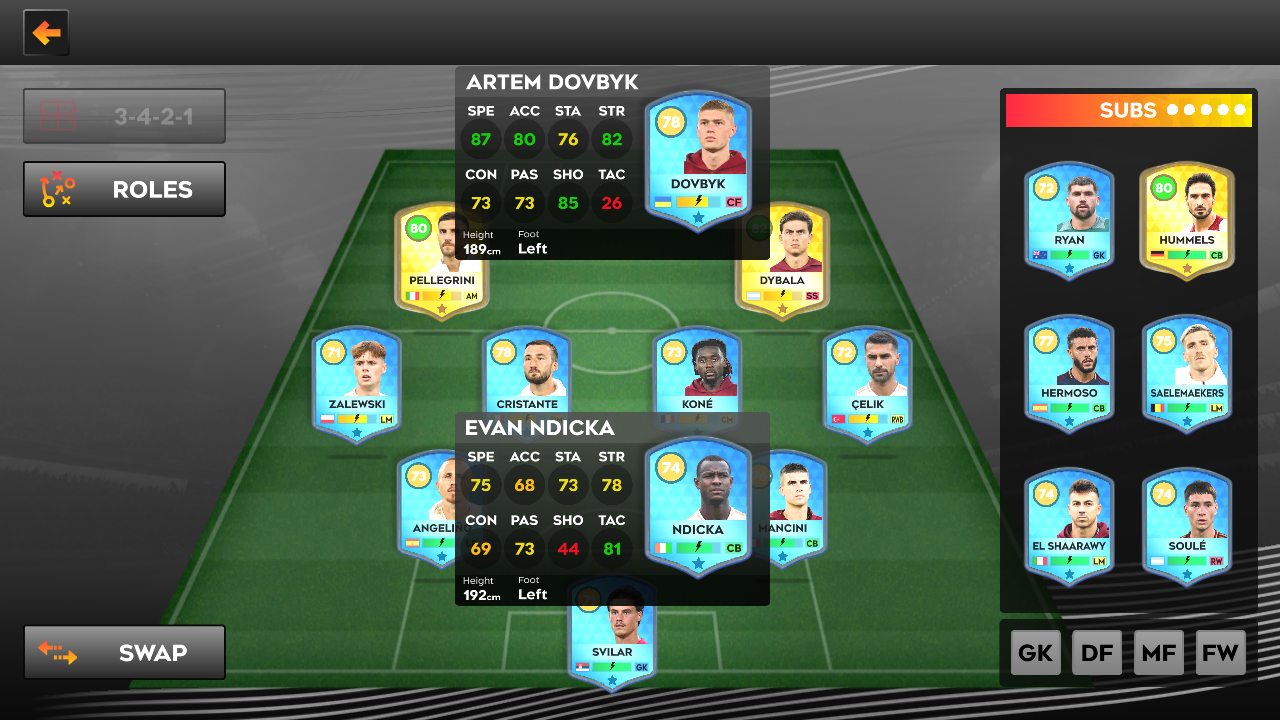 3-4-2-1
ROLES
ARTEM DOVBYK
SPE ACC STA STR
87 80 76 82
CON PAS SHO TAC
73 73 85 26
Height Foot
189cm Left
78
DOVBYK
CF
80
PELLEGRINI
AM
82
DYBALA
SS
71
ZALEWSKI
LM
78
CRISTANTE
73
KONÉ
CM
72
ÇELIK
RWB
EVAN NDICKA
SPE ACC STA STR
75 68 73 78
CON PAS SHO TAC
69 73 44 81
Height Foot
192cm Left
74
NDICKA
CB
73
ANGELIN
MANCINI
CB
SVILAR
GK
SUBS
72
RYAN
GK
80
HUMMELS
CB
77
HERMOSO
CB
75
SAELEMAEKERS
LM
74
EL SHAARAWY
LM
74
SOULÉ
RW
SWAP
GK DF MF FW